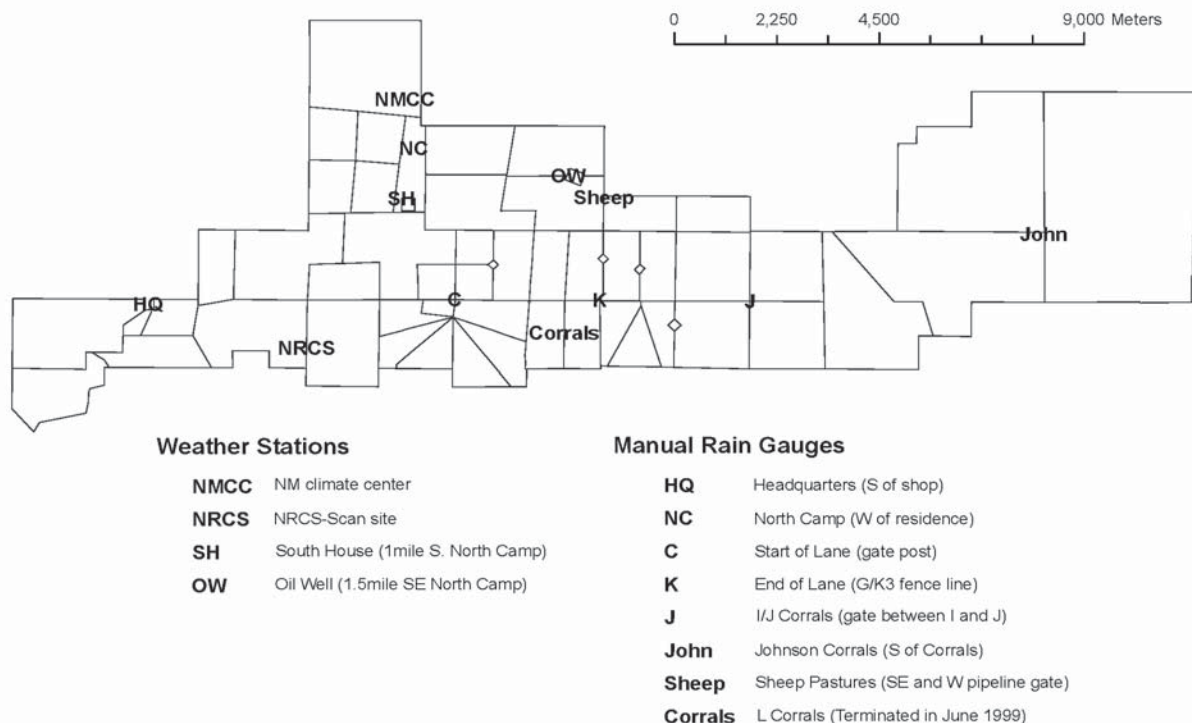 0 2,250 4,500 9,000 Meters
NMCC
NC
OW
SH
Sheep
John
HQ
C
K
J
Corrals
NRCS
Weather Stations
NMCC NM climate center
NRCS NRCS-Scan site
SH South House (1mile S. North Camp)
OW Oil Well (1.5mile SE North Camp)
Manual Rain Gauges
HQ Headquarters (S of shop)
NC North Camp (W of residence)
C Start of Lane (gate post)
K End of Lane (G/K3 fence line)
J I/J Corrals (gate between I and J)
John Johnson Corrals (S of Corrals)
Sheep Sheep Pastures (SE and W pipeline gate)
Corrals L Corrals (Terminated in June 1999)